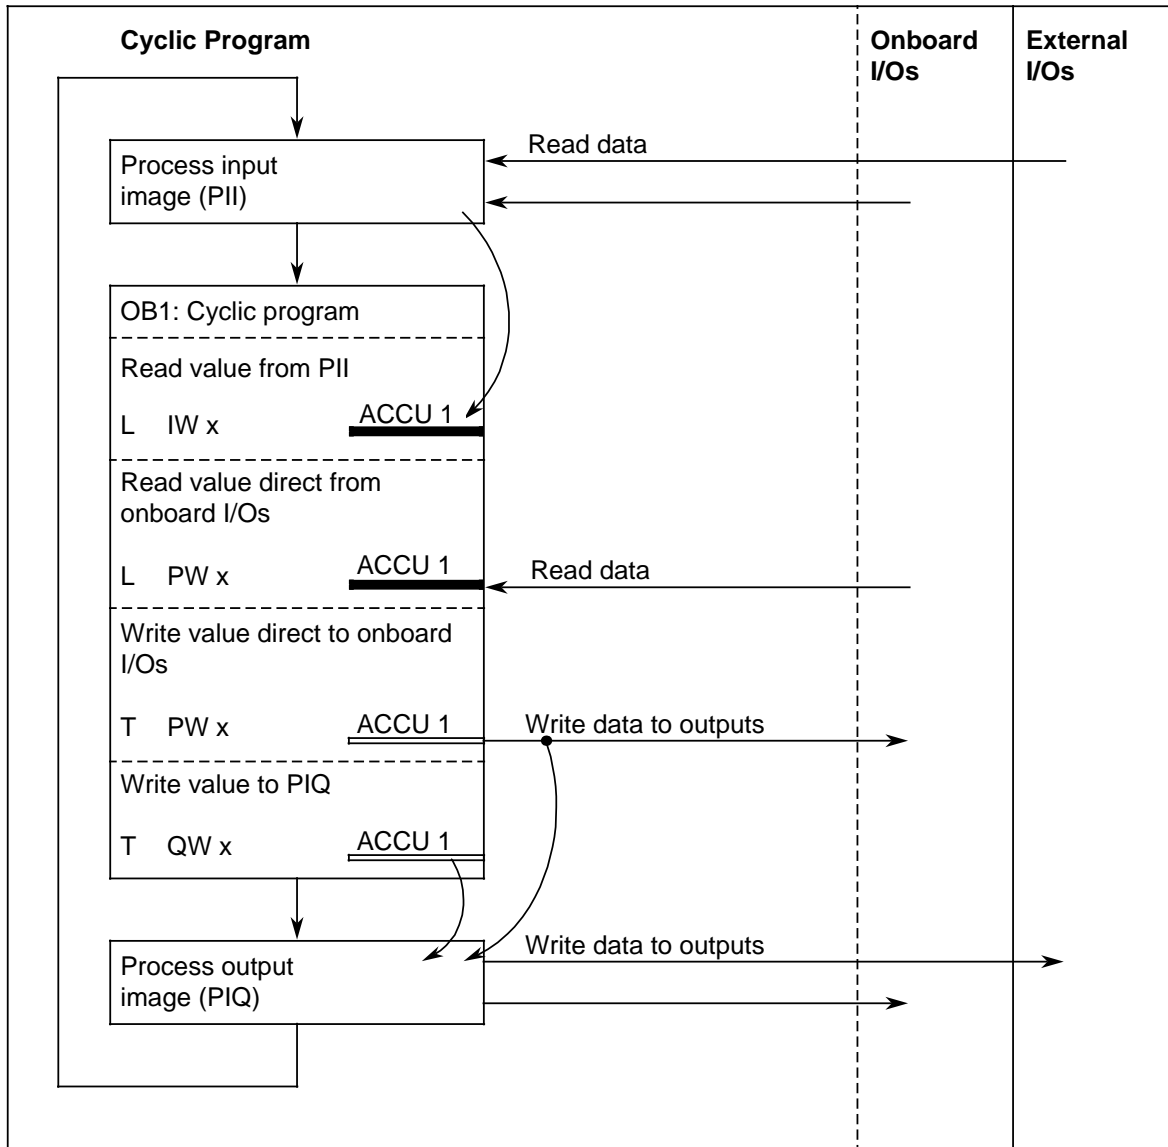 Cyclic Program
Onboard
I/Os
External
I/Os
Read data
Process input
image (PII)
OB1: Cyclic program
Read value from PII
L IW x ACCU 1
Read value direct from
onboard I/Os
L PW x ACCU 1
Read data
Write value direct to onboard
I/Os
T PW x ACCU 1
Write data to outputs
Write value to PIQ
T QW x ACCU 1
Write data to outputs
Process output
image (PIQ)